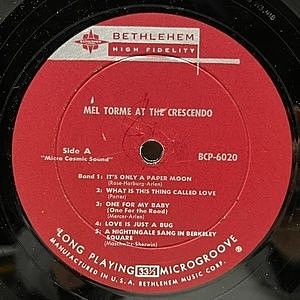 BETHLEHEM
HIGH FIDELITY
MEL TORME AT THE CRESCENDO
Side A
"Micro Cosmic Sound"
BCP-6020
Band 1: IT'S ONLY A PAPER MOON
(Rose-Harburg-Arlen)
2: WHAT IS THIS THING CALLED LOVE
(Porter)
3: ONE FOR MY BABY
(One For the Road)
(Mercer-Arlen)
4: LOVE IS JUST A BUG
5: A NIGHTINGALE SANG IN BERKELEY
SQUARE
(Maschwitz-Sherwin)
LONG PLAYING 33⅓ MICROGROOVE
MANUFACTURED IN U.S.A. BETHLEHEM MUSIC CORP.